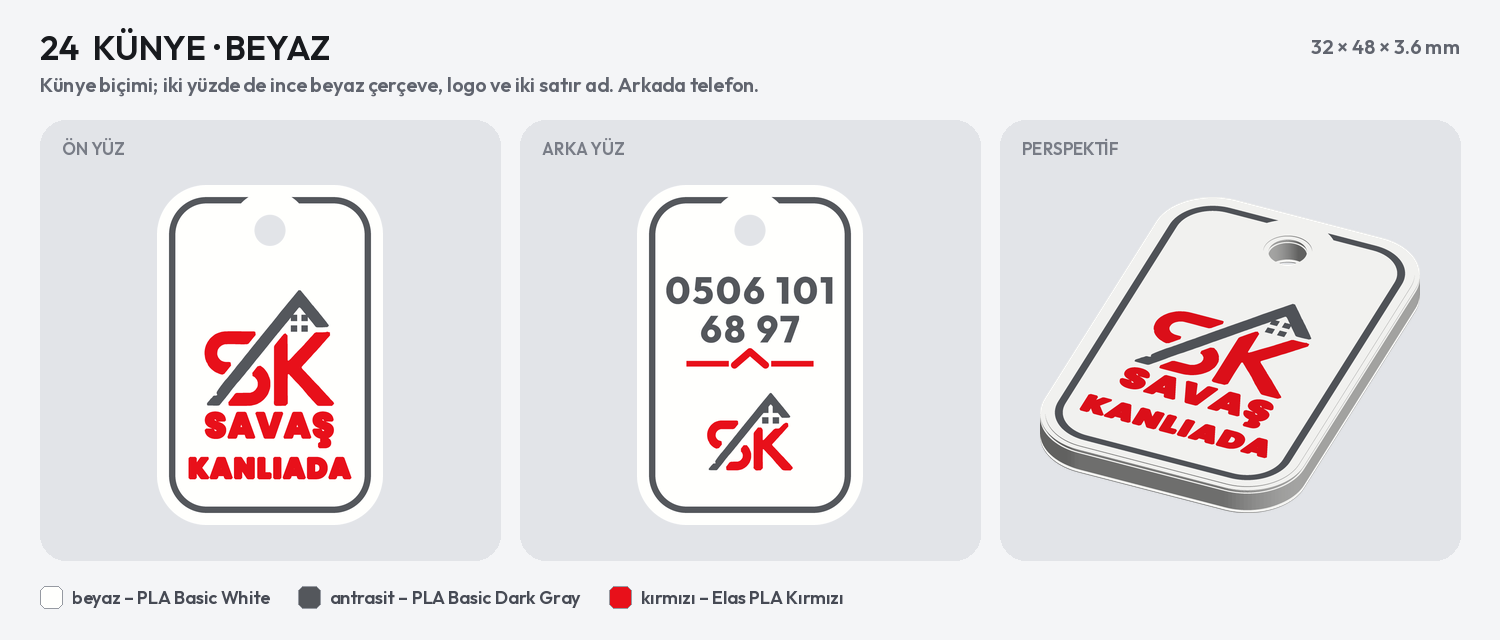 24 KÜNYE · BEYAZ
32 × 48 × 3.6 mm
Künye biçimi; iki yüzde de ince beyaz çerçeve, logo ve iki satır ad. Arkada telefon.
ÖN YÜZ
SK
SAVAŞ
KANLIADA
ARKA YÜZ
0506 101
68 97
SK
PERSPEKTİF
SK
SAVAŞ
KANLIADA
beyaz – PLA Basic White
antrasit – PLA Basic Dark Gray
kırmızı – Elas PLA Kırmızı